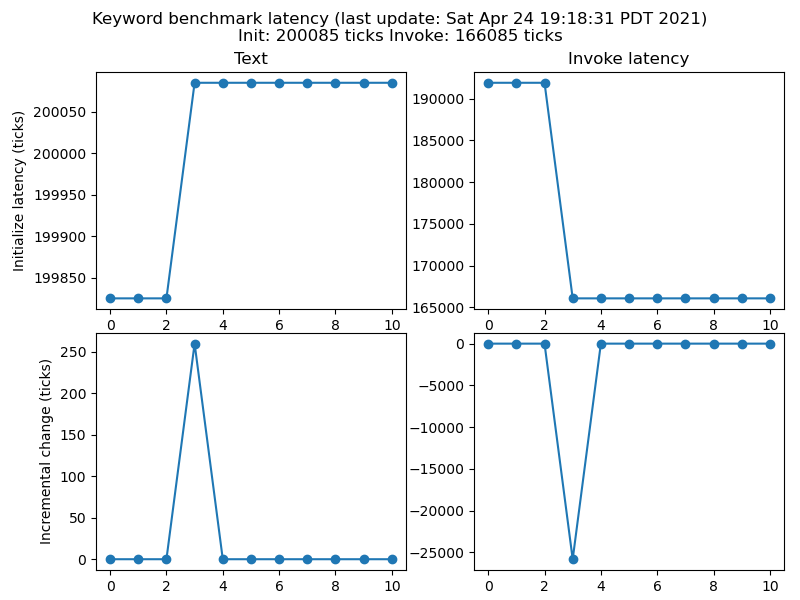 Keyword benchmark latency (last update: Sat Apr 24 19:18:31 PDT 2021)
Init: 200085 ticks Invoke: 166085 ticks
Text
Initialize latency (ticks)
200050
200000
199950
199900
199850
0 2 4 6 8 10
Invoke latency
190000
185000
180000
175000
170000
165000
0 2 4 6 8 10
Incremental change (ticks)
250
200
150
100
50
0
0 2 4 6 8 10
0
−5000
−10000
−15000
−20000
−25000
0 2 4 6 8 10